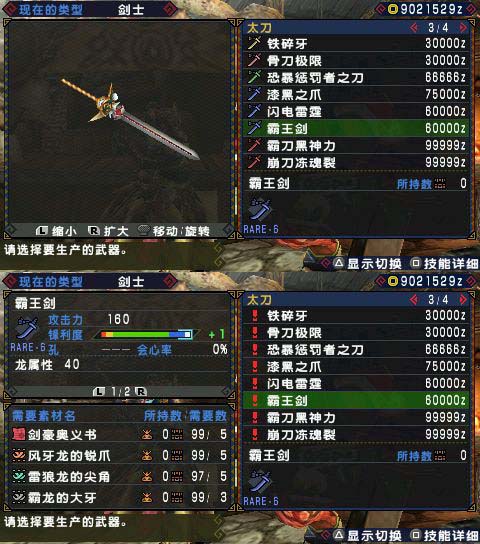 现在的类型 剑士
9021529z
太刀 3/4
铁碎牙 30000z
骨刀极限 30000z
恐暴惩罚者之刀 66666z
漆黑之爪 75000z
闪电雷霆 60000z
霸王剑 60000z
霸刀黑神力 99999z
崩刀冻魂裂 99999z
霸王剑 所持数 0
RARE-6
L 缩小 R 扩大 移动/旋转
请选择要生产的武器。
△显示切换 □技能详细
现在的类型 剑士
9021529z
霸王剑
攻击力 160
锋利度 +1
RARE-6 孔 --- 会心率 0%
龙属性 40
L 1/2 R
需要素材名 所持数/需要数
剑豪奥义书 0 99/ 5
风牙龙的锐爪 0 99/ 5
雷狼龙的尖角 0 97/ 5
霸龙的大牙 0 99/ 3
请选择要生产的武器。
太刀 3/4
铁碎牙 30000z
骨刀极限 30000z
恐暴惩罚者之刀 66666z
漆黑之爪 75000z
闪电雷霆 60000z
霸王剑 60000z
霸刀黑神力 99999z
崩刀冻魂裂 99999z
霸王剑 所持数 0
RARE-6
△显示切换 □技能详细